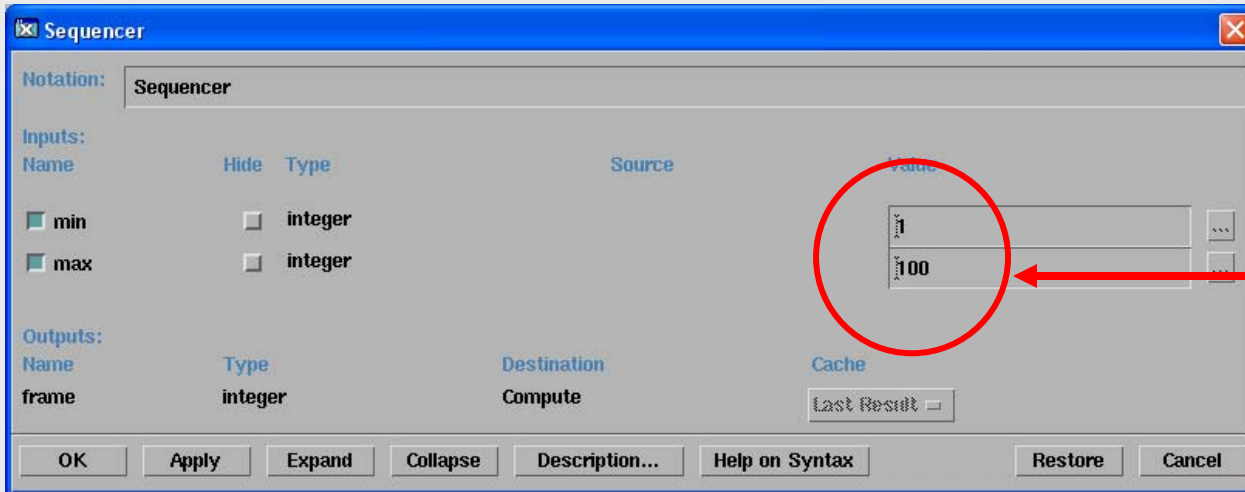 Sequencer
Notation: Sequencer
Inputs:
Name Hide Type Source Value
min integer 1 ...
max integer 100 ...
Outputs:
Name Type Destination Cache
frame integer Compute Last Result
OK Apply Expand Collapse Description... Help on Syntax Restore Cancel